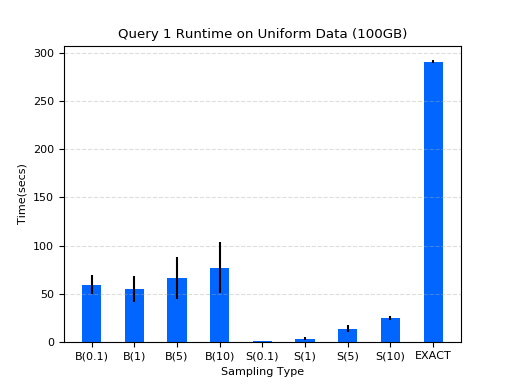 Query 1 Runtime on Uniform Data (100GB)
300
250
200
150
100
50
0
Time(secs)
B(0.1) B(1) B(5) B(10) S(0.1) S(1) S(5) S(10) EXACT
Sampling Type